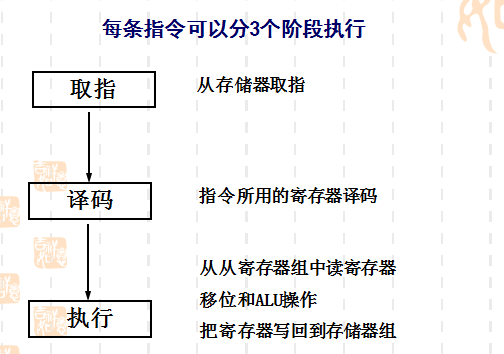 每条指令可以分3个阶段执行
取指
从存储器取指
译码
指令所用的寄存器译码
从从寄存器组中读寄存器
移位和ALU操作
执行
把寄存器写回到存储器组